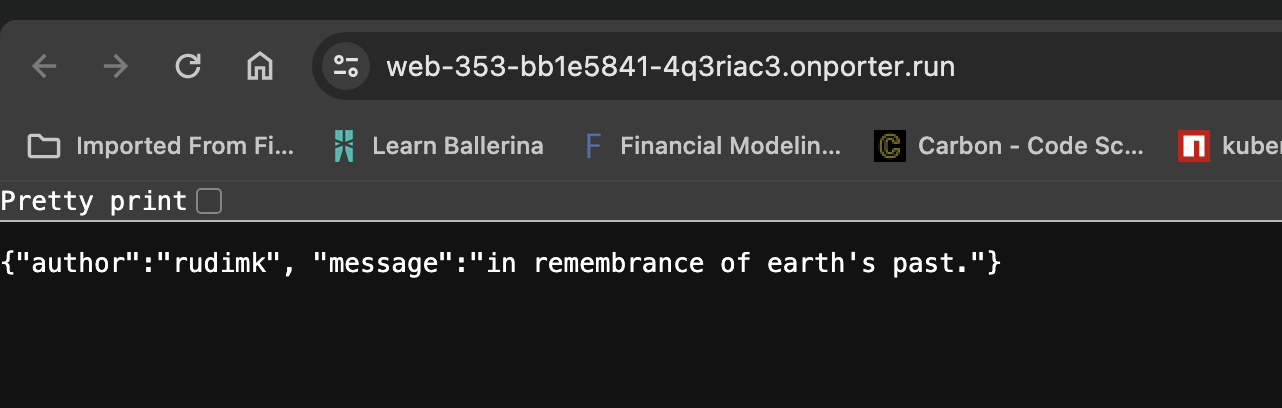 web-353-bb1e5841-4q3riac3.onporter.run
Imported From Fi... Learn Ballerina F Financial Modelin... C Carbon - Code Sc... kuber
Pretty print
{"author":"rudimk", "message":"in remembrance of earth's past."}